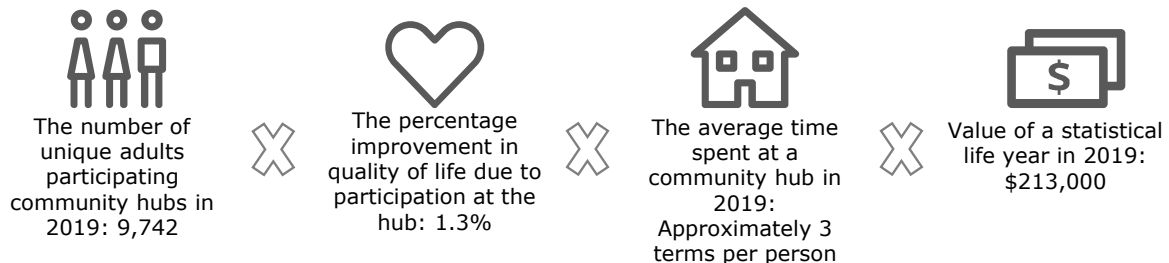 The number of
unique adults
participating
community hubs in
2019: 9,742
The percentage
improvement in
quality of life due to
participation at the
hub: 1.3%
The average time
spent at a
community hub in
2019:
Approximately 3
terms per person
$
Value of a statistical
life year in 2019:
$213,000